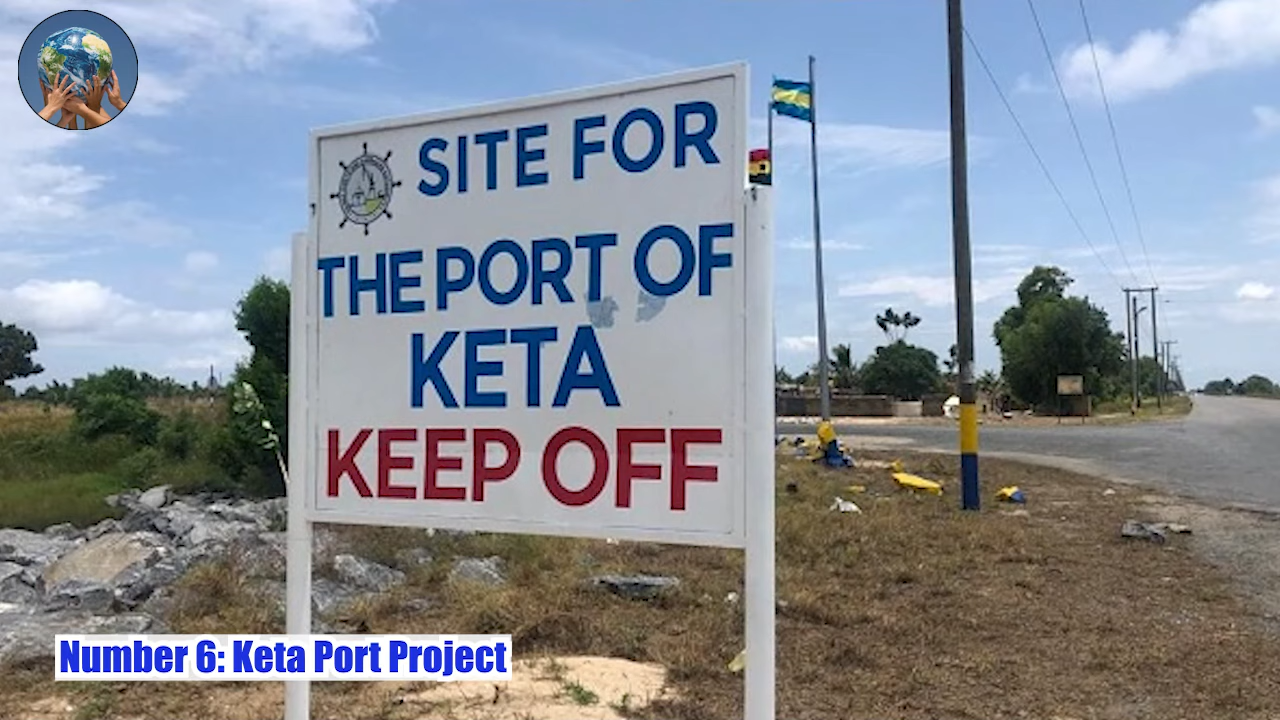 SITE FOR
THE PORT OF
KETA
KEEP OFF
Number 6: Keta Port Project